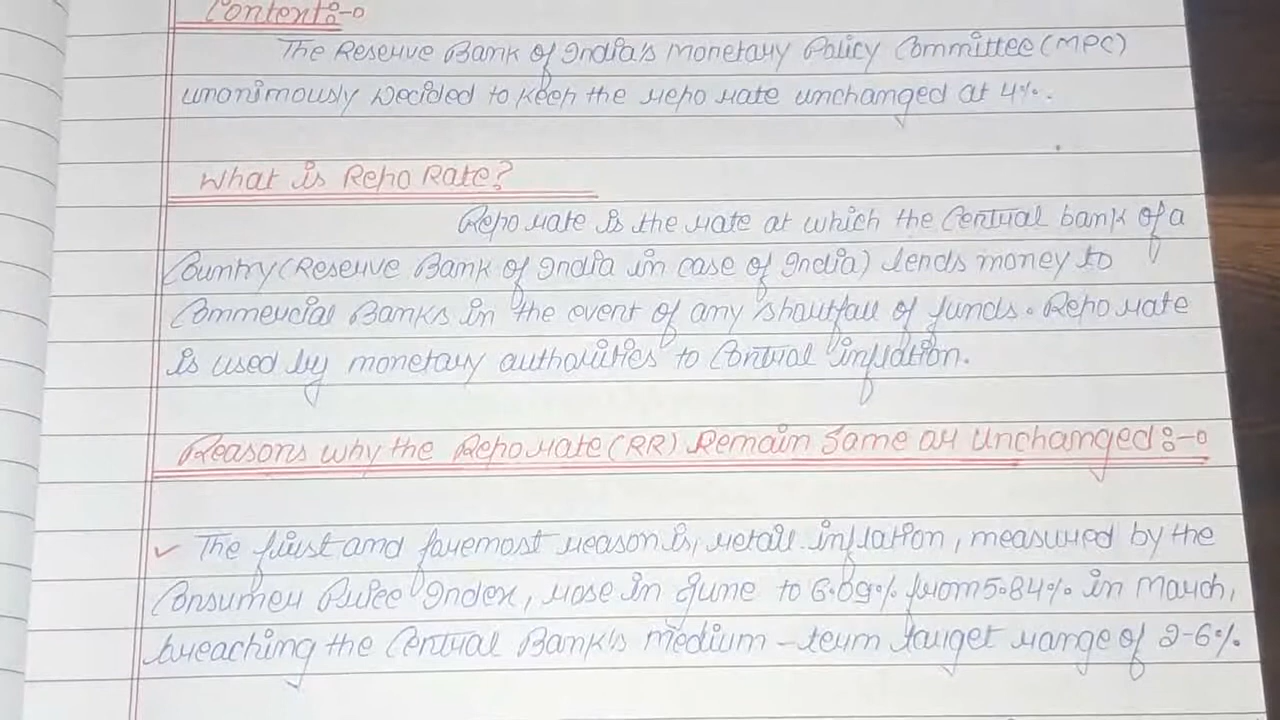 Content:-
The Reserve Bank of India's monetary Policy Committee (MPC)
unonimously Decided to keep the repo rate unchanged at 4%.
What is Repo Rate?
Repo rate is the rate at which the Central bank of a
Country (Reserve Bank of India in case of India) lends money to
Commercial Banks in the event of any shortfall of funds. Repo rate
is used by monetary authorities to Control inflation.
Reasons why the Repo rate (RR) Remain Same or Unchanged:-
✓ The first and foremost reason is, retail inflation, measured by the
Consumer Price Index, rose in June to 6.09% from 5.84% in March,
breaching the Central Bank's medium-term target range of 2-6%